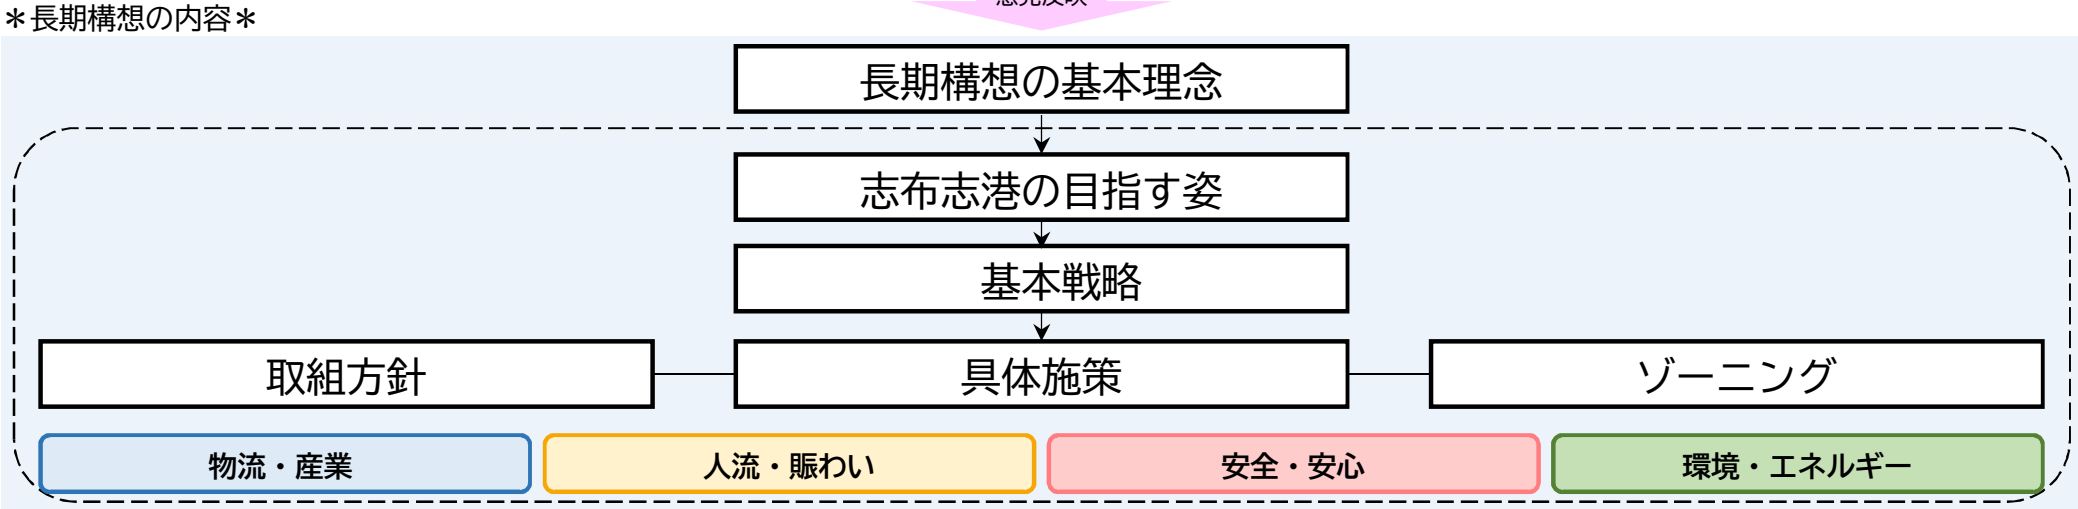 ＊長期構想の内容＊
長期構想の基本理念
志布志港の目指す姿
基本戦略
取組方針
具体施策
ゾーニング
物流・産業
人流・賑わい
安全・安心
環境・エネルギー